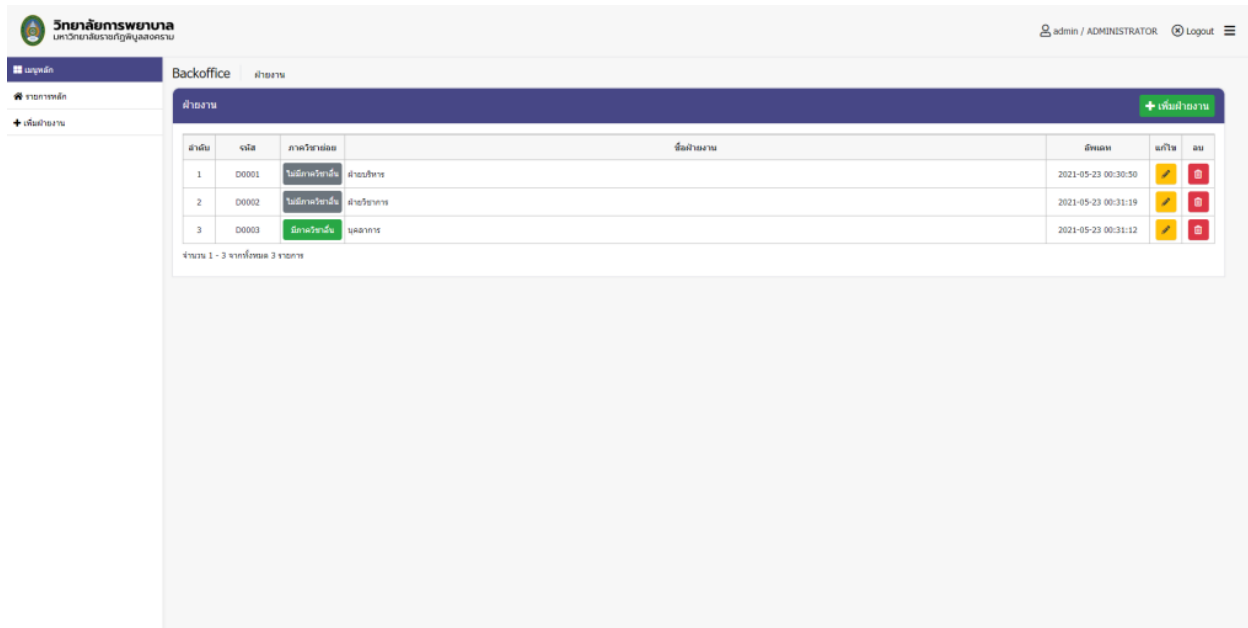 วิทยาลัยการพยาบาล
มหาวิทยาลัยราชภัฏพิบูลสงคราม
admin / ADMINISTRATOR Logout
เมนูหลัก
รายการหลัก
เพิ่มฝ่ายงาน
Backoffice ฝ่ายงาน
ฝ่ายงาน เพิ่มฝ่ายงาน
ลำดับ รหัส ภาควิชาย่อย ชื่อฝ่ายงาน อัพเดท แก้ไข ลบ
1 D0001 ไม่มีภาควิชาอื่น ฝ่ายบริหาร 2021-05-23 00:30:50
2 D0002 ไม่มีภาควิชาอื่น ฝ่ายวิชาการ 2021-05-23 00:31:19
3 D0003 มีภาควิชาอื่น บุคลากร 2021-05-23 00:31:12
จำนวน 1 - 3 จากทั้งหมด 3 รายการ